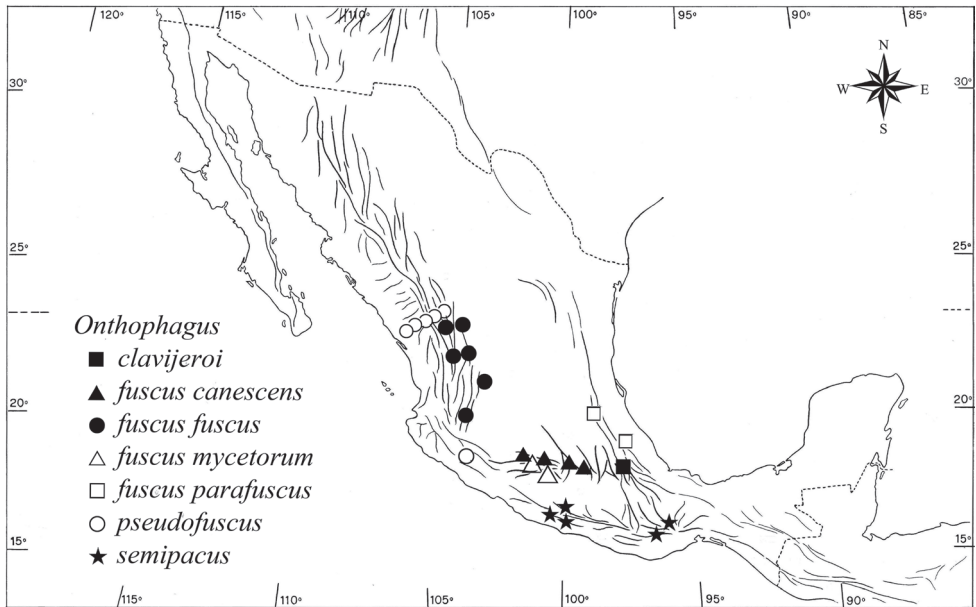 120° 115° 110° 105° 100° 95° 90° 85°
N
W E
S
30° 30°
25° 25°
Onthophagus
clavijeroi
fuscus canescens
20° 20°
fuscus fuscus
fuscus mycetorum
fuscus parafuscus
pseudofuscus
15° 15°
semipacus
115° 110° 105° 100° 95° 90°